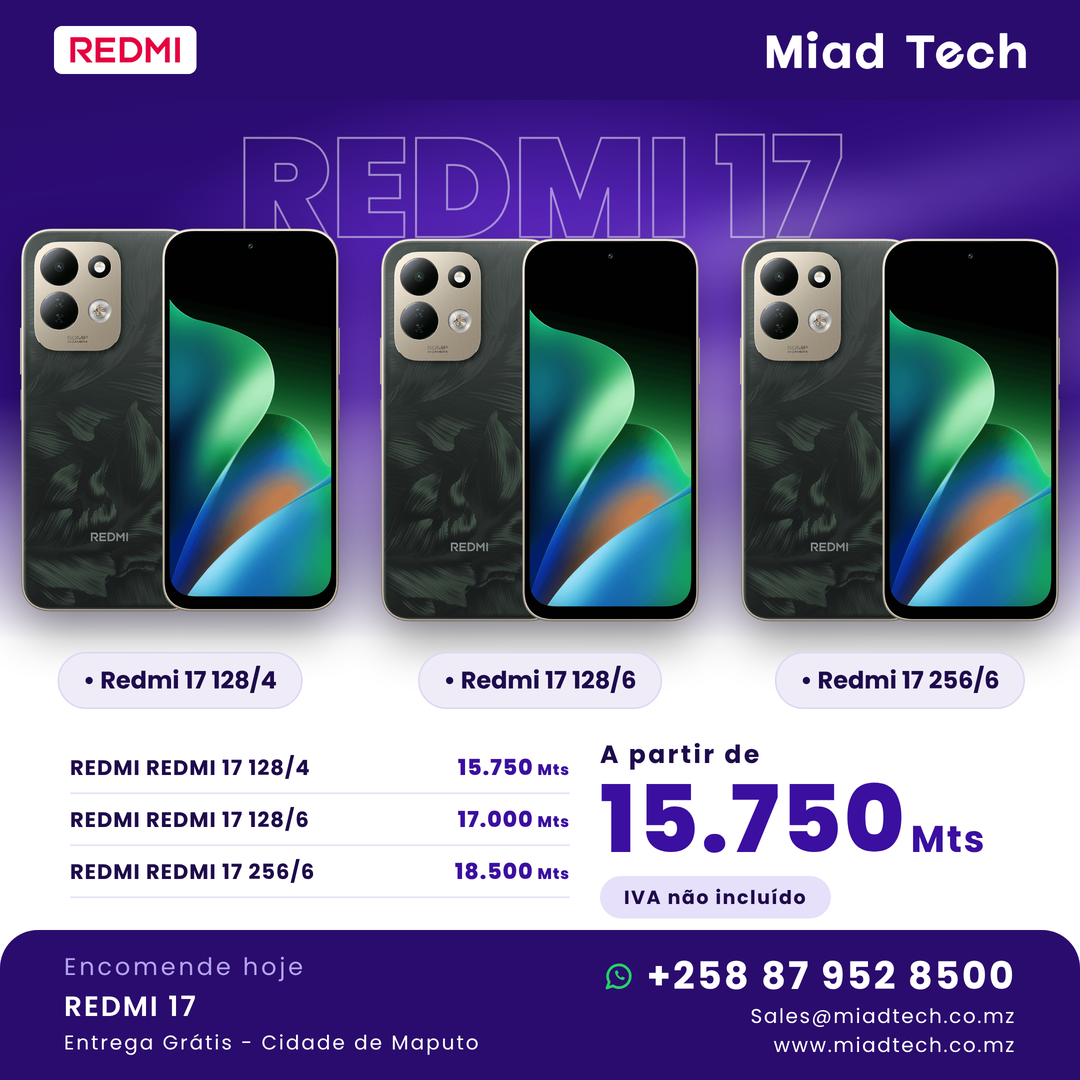 REDMI
Miad Tech
REDMI 17
REDMI
REDMI
REDMI
• Redmi 17 128/4
• Redmi 17 128/6
• Redmi 17 256/6
REDMI REDMI 17 128/4 15.750 Mts
REDMI REDMI 17 128/6 17.000 Mts
REDMI REDMI 17 256/6 18.500 Mts
A partir de
15.750 Mts
IVA não incluído
Encomende hoje
REDMI 17
Entrega Grátis - Cidade de Maputo
+258 87 952 8500
Sales@miadtech.co.mz
www.miadtech.co.mz